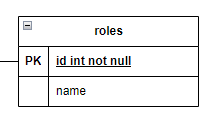 roles
PK id int not null
name